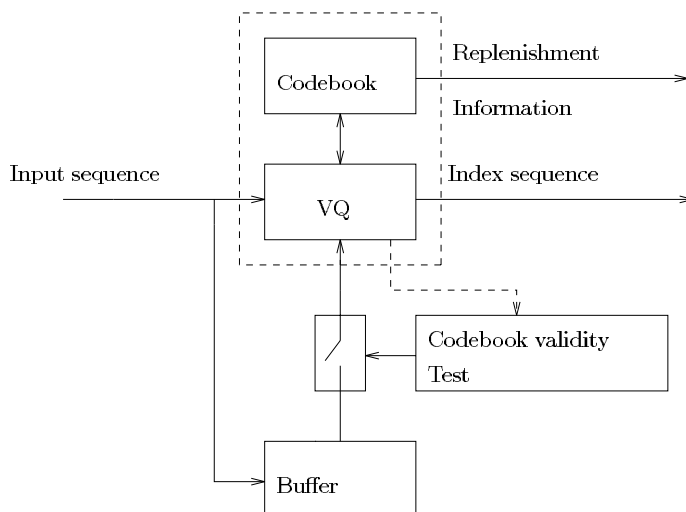 Replenishment
Codebook
Information
Input sequence
Index sequence
VQ
Codebook validity
Test
Buffer